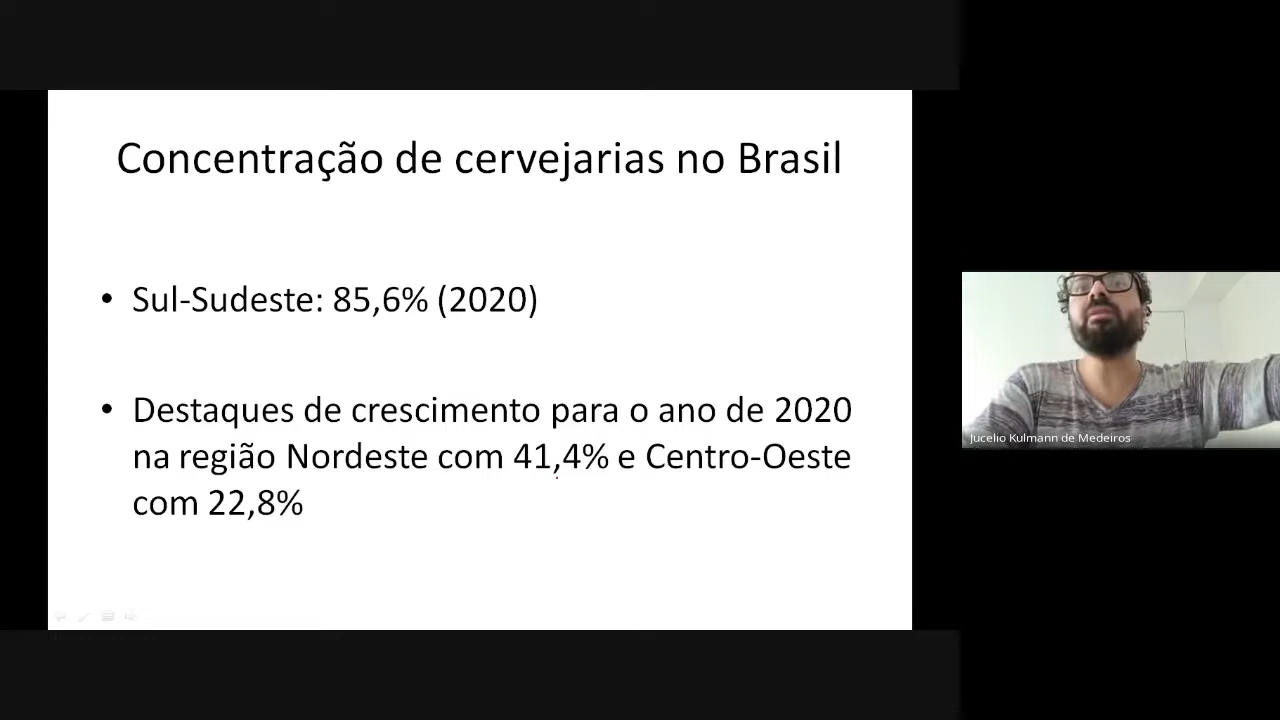 Concentração de cervejarias no Brasil
• Sul-Sudeste: 85,6% (2020)
• Destaques de crescimento para o ano de 2020
na região Nordeste com 41,4% e Centro-Oeste
com 22,8%
Jucelio Kulmann de Medeiros